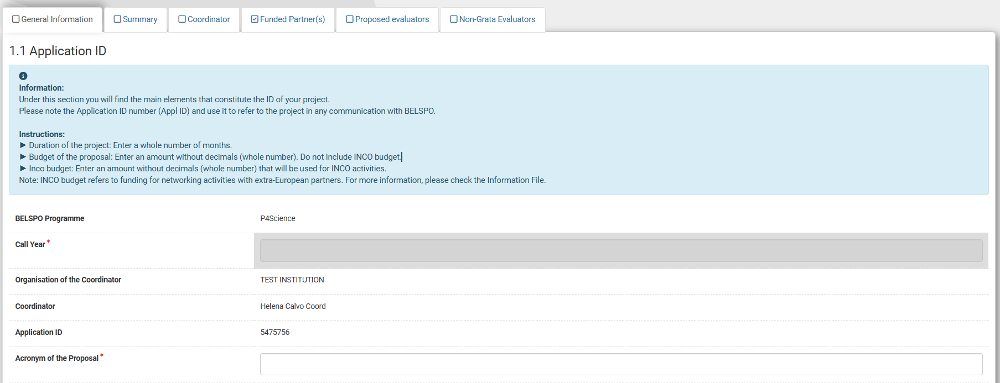 General Information
Summary
Coordinator
Funded Partner(s)
Proposed evaluators
Non-Grata Evaluators
1.1 Application ID
Information:
Under this section you will find the main elements that constitute the ID of your project.
Please note the Application ID number (Appl ID) and use it to refer to the project in any communication with BELSPO.
Instructions:
► Duration of the project: Enter a whole number of months.
► Budget of the proposal: Enter an amount without decimals (whole number). Do not include INCO budget.
► Inco budget: Enter an amount without decimals (whole number) that will be used for INCO activities.
Note: INCO budget refers to funding for networking activities with extra-European partners. For more information, please check the Information File.
BELSPO Programme P4Science
Call Year *
Organisation of the Coordinator TEST INSTITUTION
Coordinator Helena Calvo Coord
Application ID 5475756
Acronym of the Proposal *